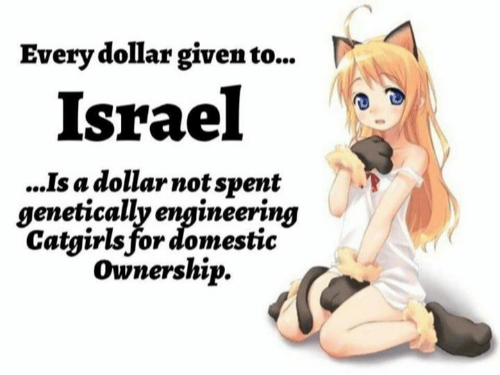 Every dollar given to...
Israel
...Is a dollar not spent
genetically engineering
Catgirls for domestic
Ownership.